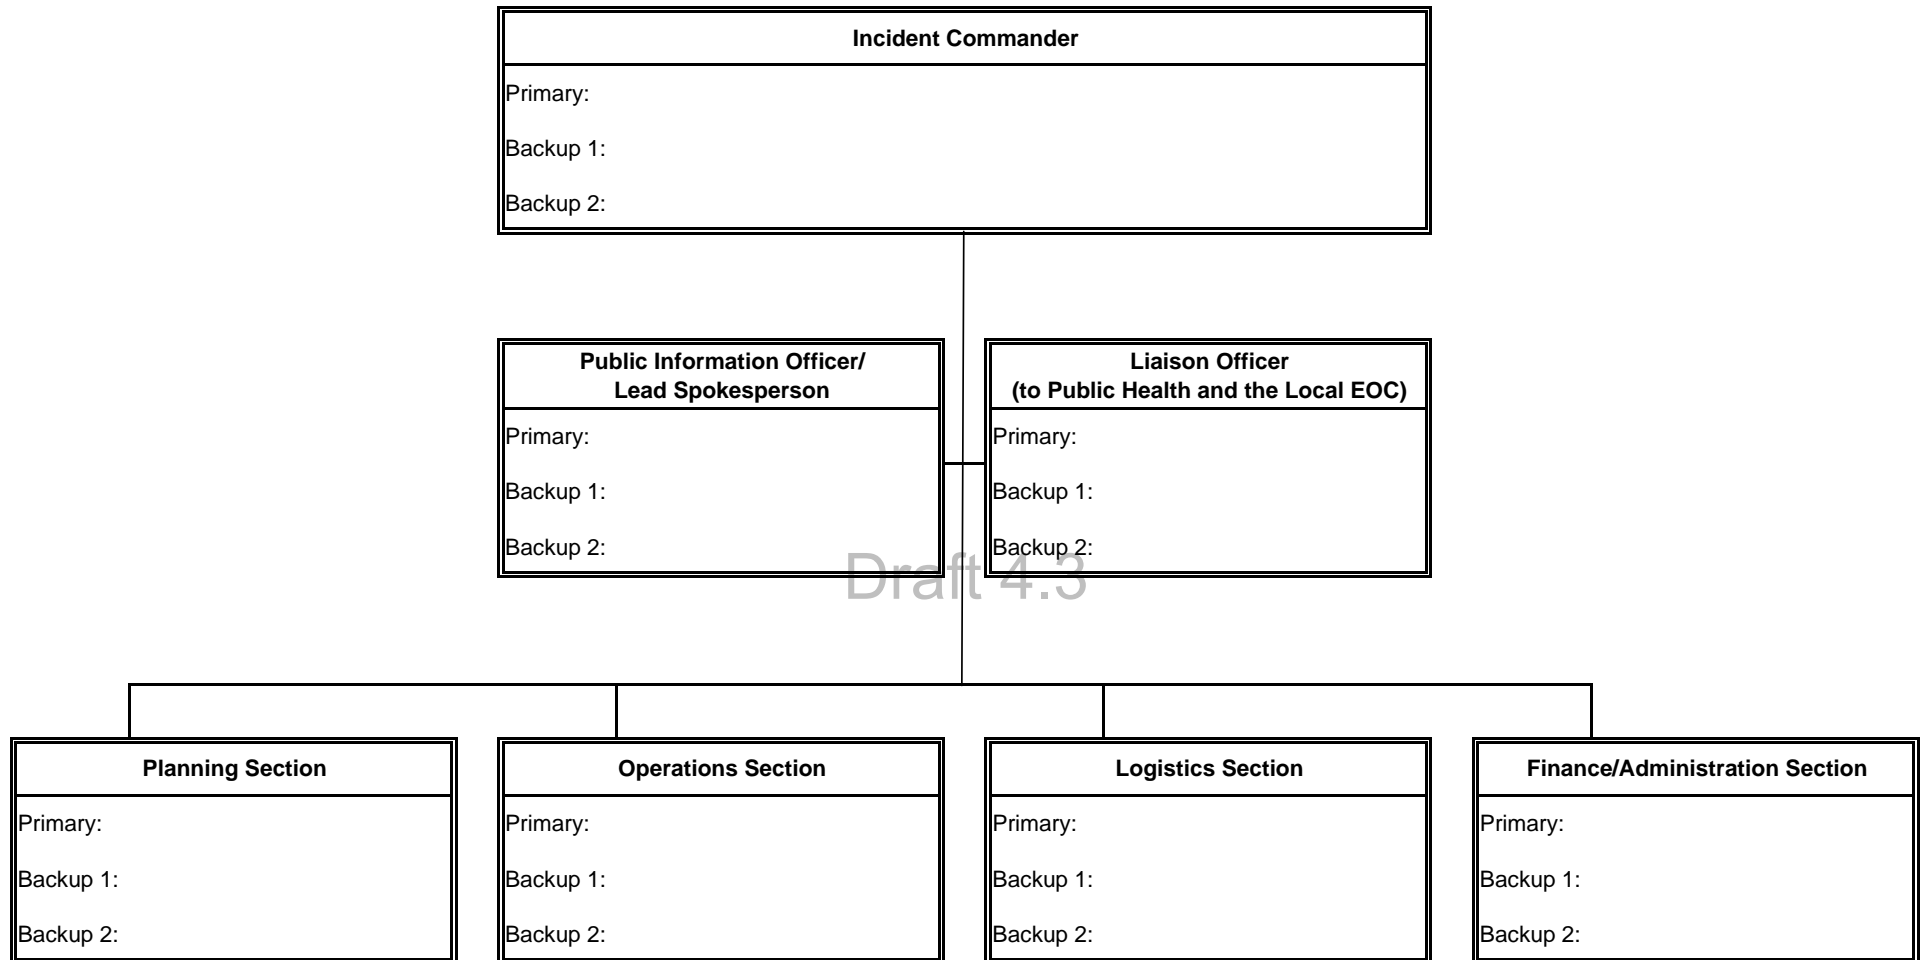 Incident Commander
Primary:
Backup 1:
Backup 2:
Public Information Officer/
Lead Spokesperson
Primary:
Backup 1:
Backup 2:
Liaison Officer
(to Public Health and the Local EOC)
Primary:
Backup 1:
Backup 2:
Draft 4.3
Planning Section
Primary:
Backup 1:
Backup 2:
Operations Section
Primary:
Backup 1:
Backup 2:
Logistics Section
Primary:
Backup 1:
Backup 2:
Finance/Administration Section
Primary:
Backup 1:
Backup 2: